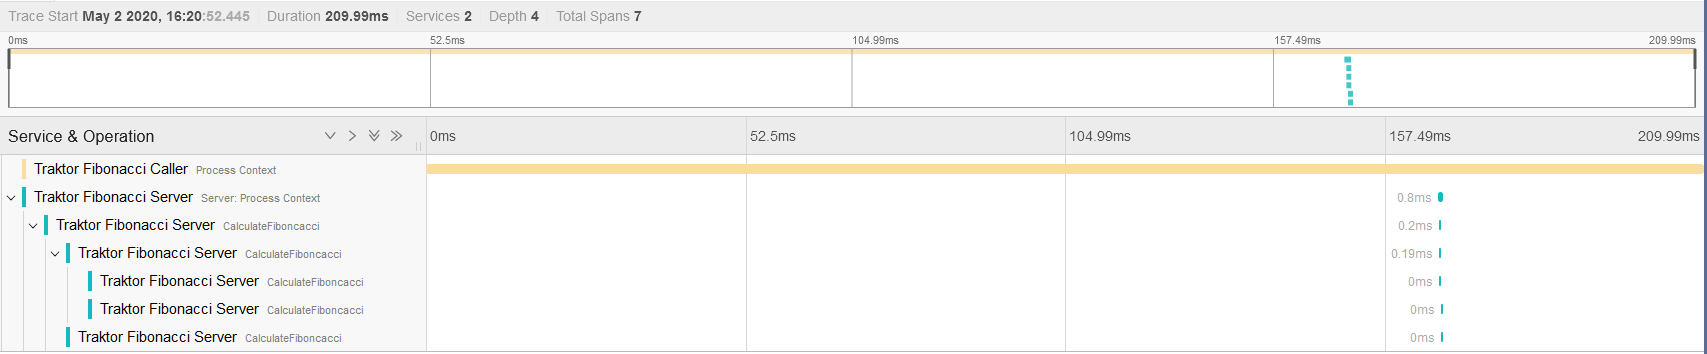 Trace Start May 2 2020, 16:20:52.445 Duration 209.99ms Services 2 Depth 4 Total Spans 7
0ms 52.5ms 104.99ms 157.49ms 209.99ms
Service & Operation 0ms 52.5ms 104.99ms 157.49ms 209.99ms
Traktor Fibonacci Caller Process Context
Traktor Fibonacci Server Server: Process Context 0.8ms
Traktor Fibonacci Server CalculateFiboncacci 0.2ms
Traktor Fibonacci Server CalculateFiboncacci 0.19ms
Traktor Fibonacci Server CalculateFiboncacci 0ms
Traktor Fibonacci Server CalculateFiboncacci 0ms
Traktor Fibonacci Server CalculateFiboncacci 0ms